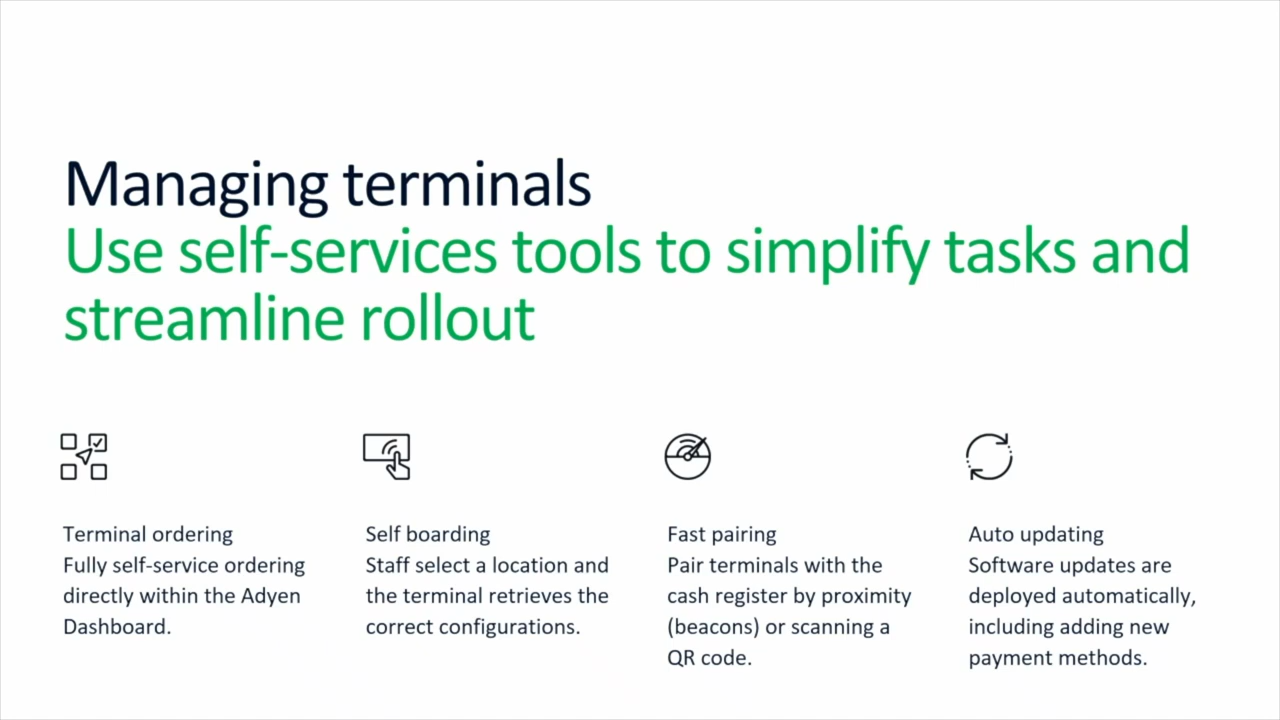 Managing terminals
Use self-services tools to simplify tasks and
streamline rollout
Terminal ordering
Fully self-service ordering
directly within the Adyen
Dashboard.
Self boarding
Staff select a location and
the terminal retrieves the
correct configurations.
Fast pairing
Pair terminals with the
cash register by proximity
(beacons) or scanning a
QR code.
Auto updating
Software updates are
deployed automatically,
including adding new
payment methods.